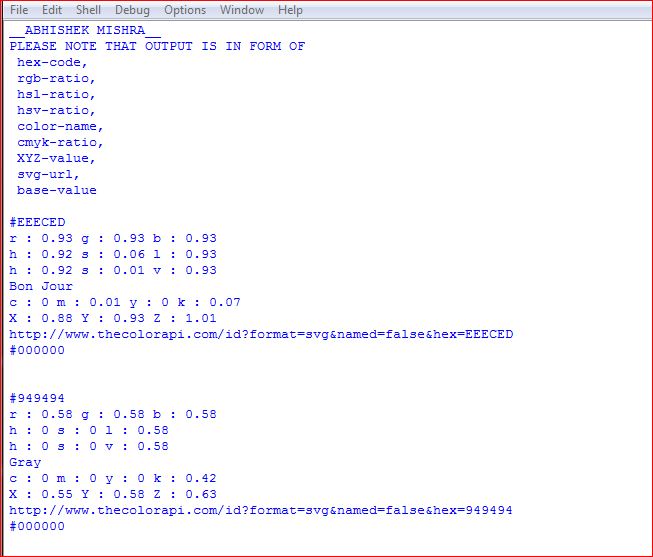 File Edit Shell Debug Options Window Help
__ABHISHEK MISHRA__
PLEASE NOTE THAT OUTPUT IS IN FORM OF
hex-code,
rgb-ratio,
hsl-ratio,
hsv-ratio,
color-name,
cmyk-ratio,
XYZ-value,
svg-url,
base-value
#EEECED
r : 0.93 g : 0.93 b : 0.93
h : 0.92 s : 0.06 l : 0.93
h : 0.92 s : 0.01 v : 0.93
Bon Jour
c : 0 m : 0.01 y : 0 k : 0.07
X : 0.88 Y : 0.93 Z : 1.01
http://www.thecolorapi.com/id?format=svg&named=false&hex=EEECED
#000000
#949494
r : 0.58 g : 0.58 b : 0.58
h : 0 s : 0 l : 0.58
h : 0 s : 0 v : 0.58
Gray
c : 0 m : 0 y : 0 k : 0.42
X : 0.55 Y : 0.58 Z : 0.63
http://www.thecolorapi.com/id?format=svg&named=false&hex=949494
#000000